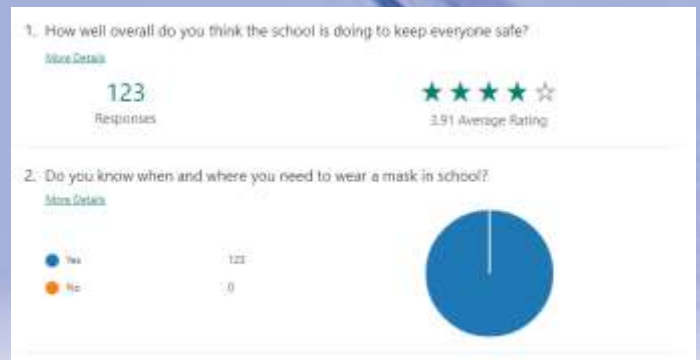 1. How well overall do you think the school is doing to keep everyone safe?
More Details
123
Responses
3.91 Average Rating
2. Do you know when and where you need to wear a mask in school?
More Details
Yes 123
No 0